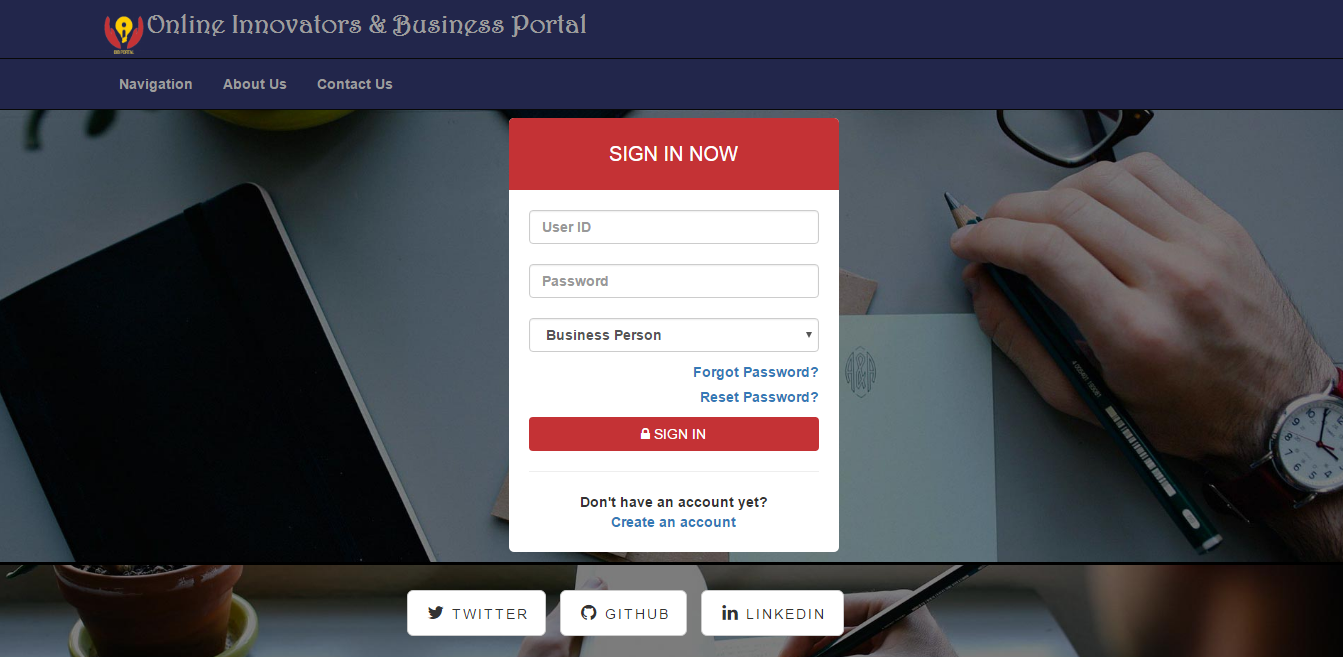 Online Innovators & Business Portal
Navigation About Us Contact Us
SIGN IN NOW
User ID
Password
Business Person
Forgot Password?
Reset Password?
SIGN IN
Don't have an account yet?
Create an account
TWITTER GITHUB LINKEDIN